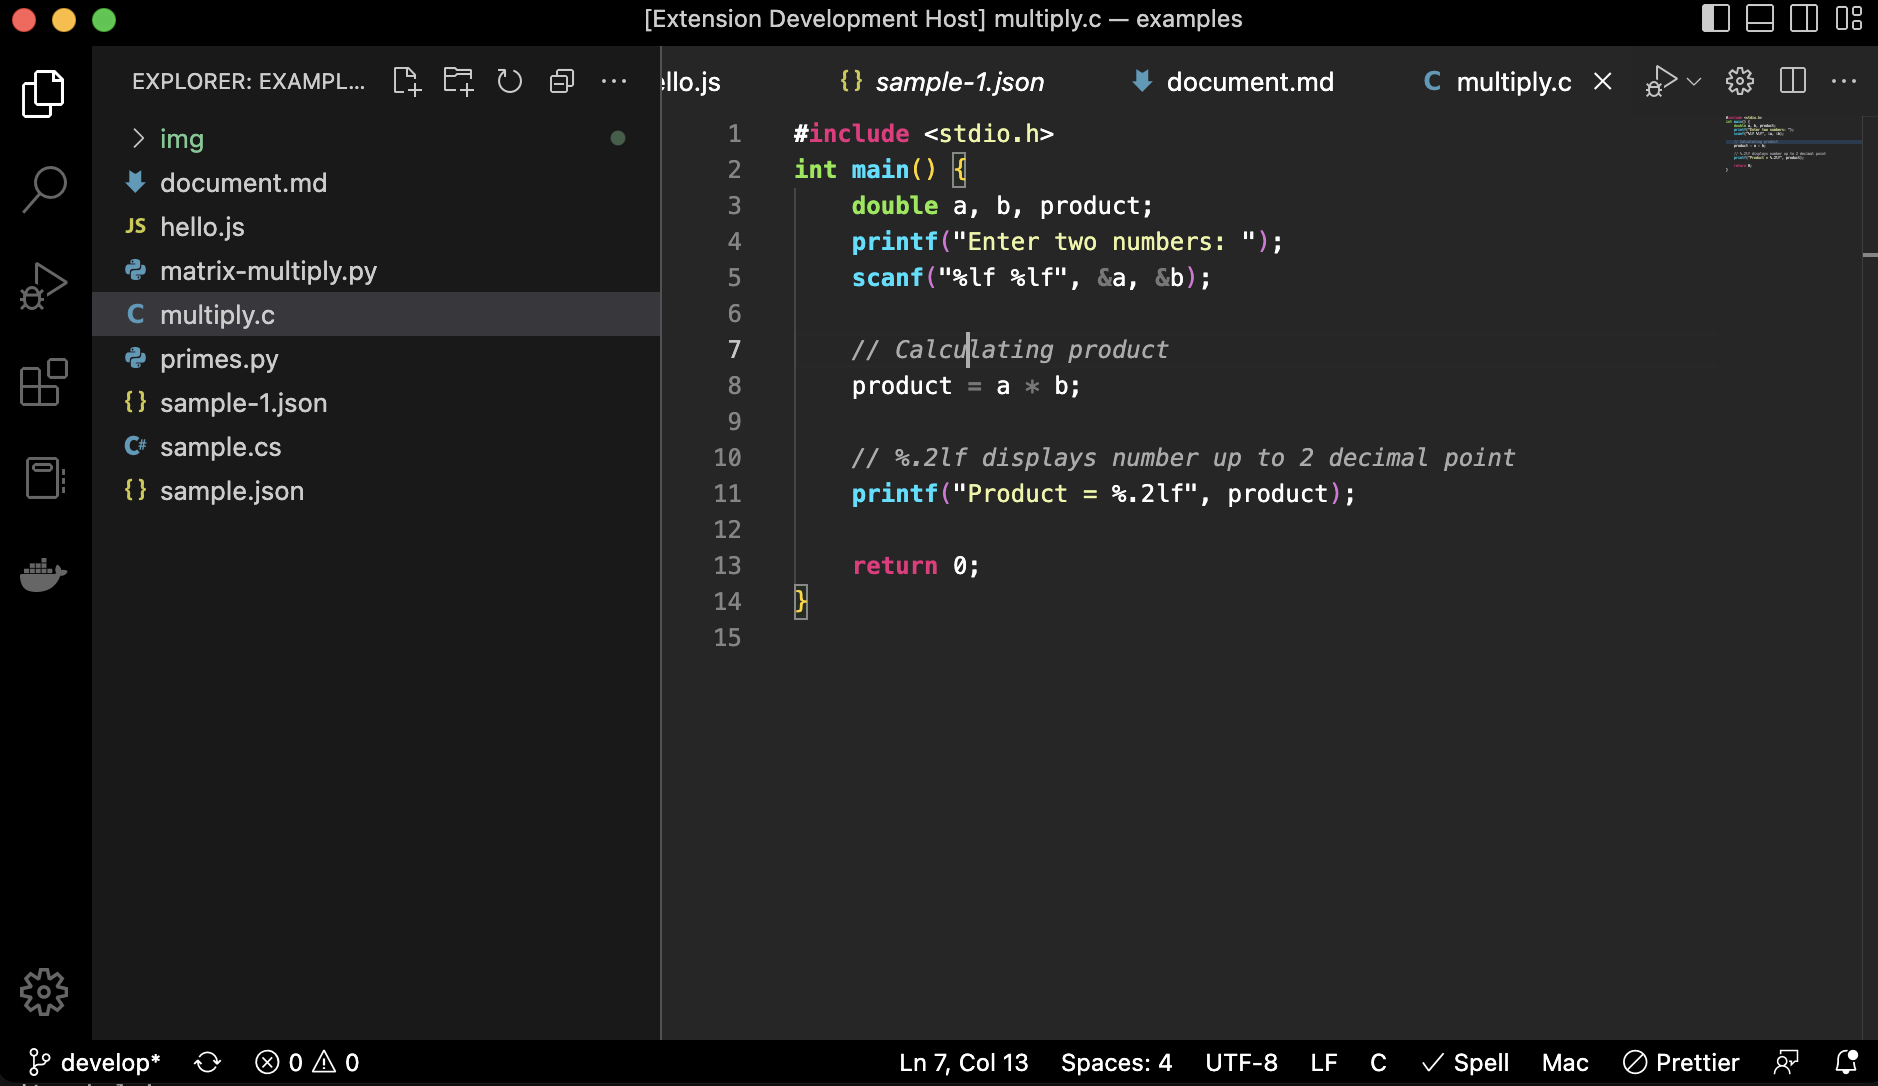 [Extension Development Host] multiply.c — examples
EXPLORER: EXAMPL...
img
document.md
JS hello.js
matrix-multiply.py
C multiply.c
primes.py
{} sample-1.json
C# sample.cs
{} sample.json
llo.js
{} sample-1.json
document.md
C multiply.c
1 #include <stdio.h>
2 int main() {
3 double a, b, product;
4 printf("Enter two numbers: ");
5 scanf("%lf %lf", &a, &b);
6
7 // Calculating product
8 product = a * b;
9
10 // %.2lf displays number up to 2 decimal point
11 printf("Product = %.2lf", product);
12
13 return 0;
14 }
15
develop* 0 0 Ln 7, Col 13 Spaces: 4 UTF-8 LF C Spell Mac Prettier